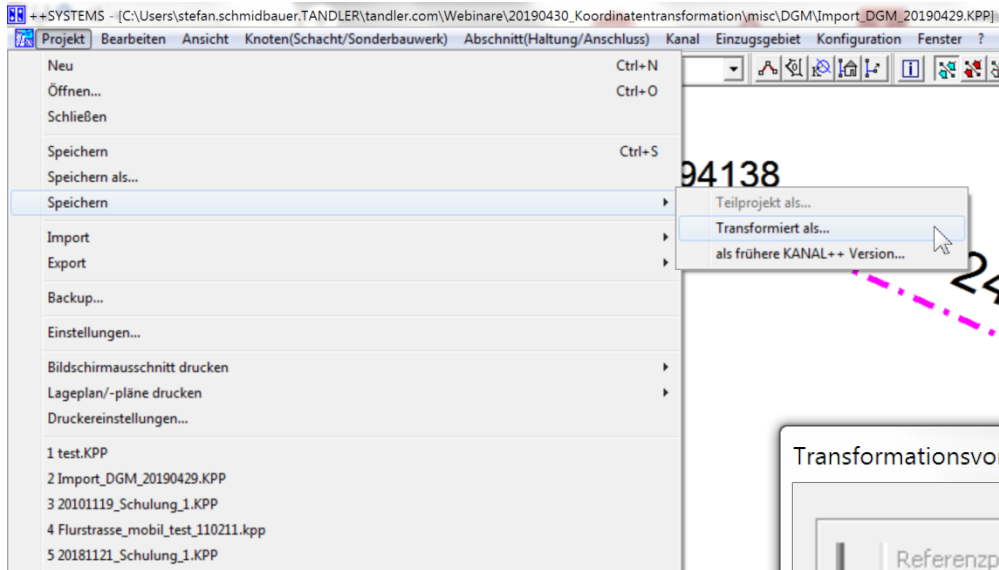 ++SYSTEMS - [C:\Users\stefan.schmidbauer.TANDLER\tandler.com\Webinare\20190430_Koordinatentransformation\misc\DGM\Import_DGM_20190429.KPP]
Projekt Bearbeiten Ansicht Knoten(Schacht/Sonderbauwerk) Abschnitt(Haltung/Anschluss) Kanal Einzugsgebiet Konfiguration Fenster ?
Neu Ctrl+N
Öffnen... Ctrl+O
Schließen
Speichern Ctrl+S
Speichern als...
Speichern
Import
Export
Backup...
Einstellungen...
Bildschirmausschnitt drucken
Lageplan/-pläne drucken
Druckereinstellungen...
1 test.KPP
2 Import_DGM_20190429.KPP
3 20101119_Schulung_1.KPP
4 Flurstrasse_mobil_test_110211.kpp
5 20181121_Schulung_1.KPP
94138
Teilprojekt als...
Transformiert als...
als frühere KANAL++ Version...
24
Transformationsvo
Referenzp